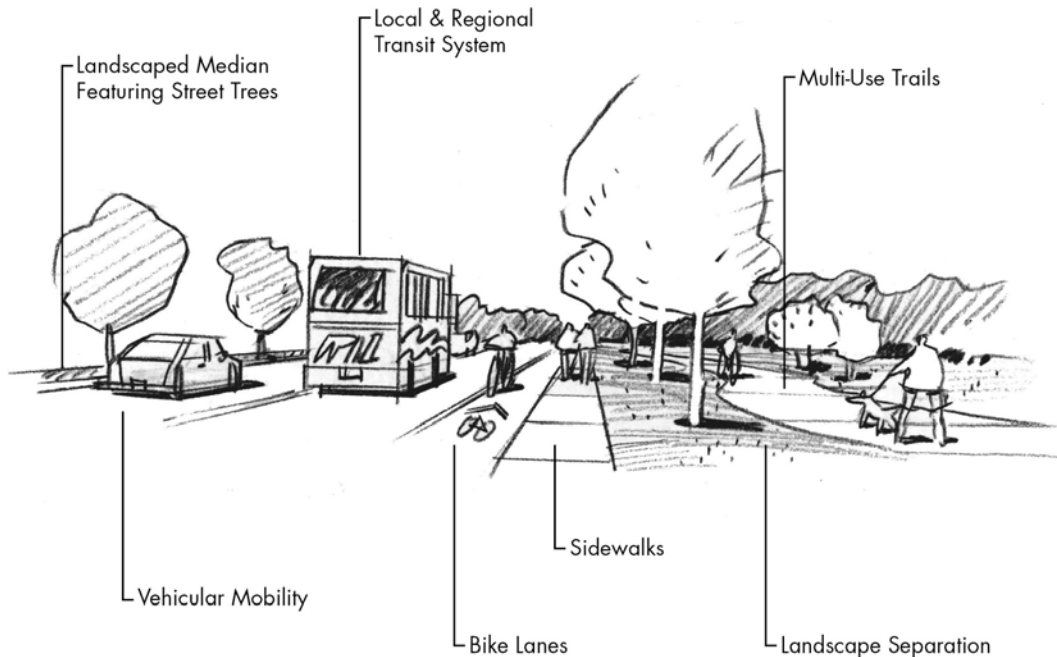 Local & Regional
Transit System
Landscaped Median
Featuring Street Trees
Multi-Use Trails
Sidewalks
Vehicular Mobility
Bike Lanes
Landscape Separation